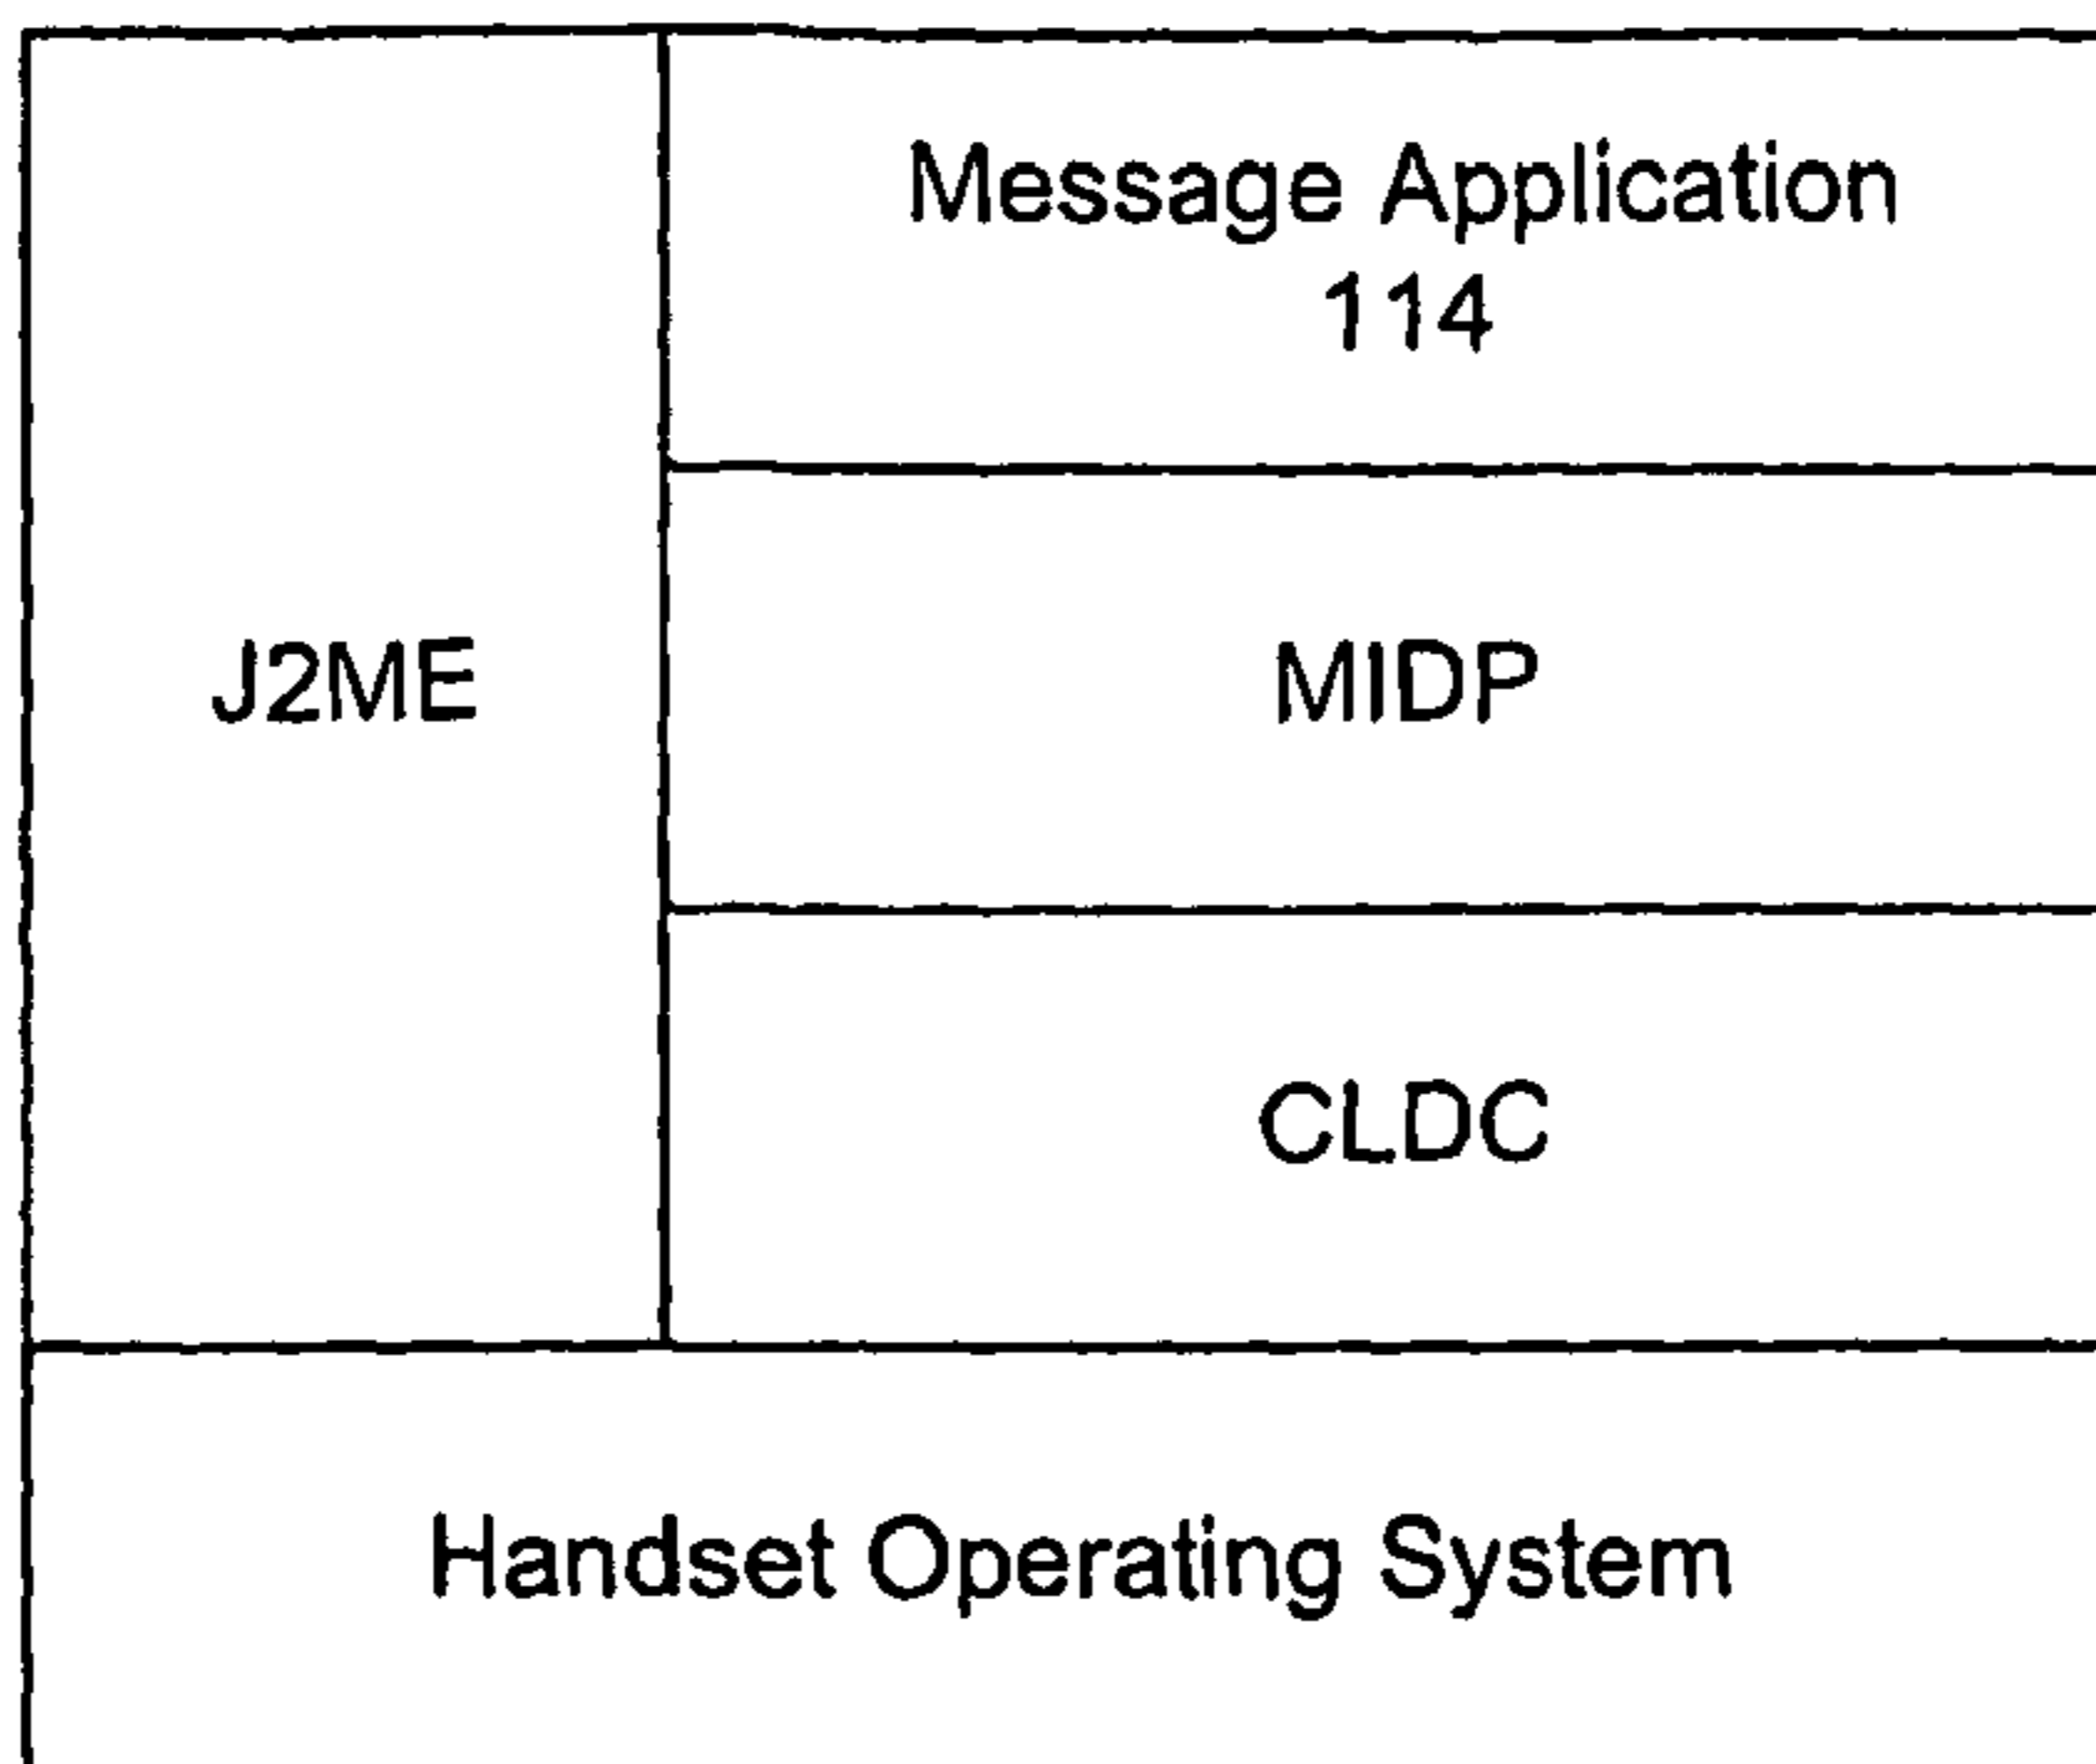 Message Application
114
J2ME
MIDP
CLDC
Handset Operating System